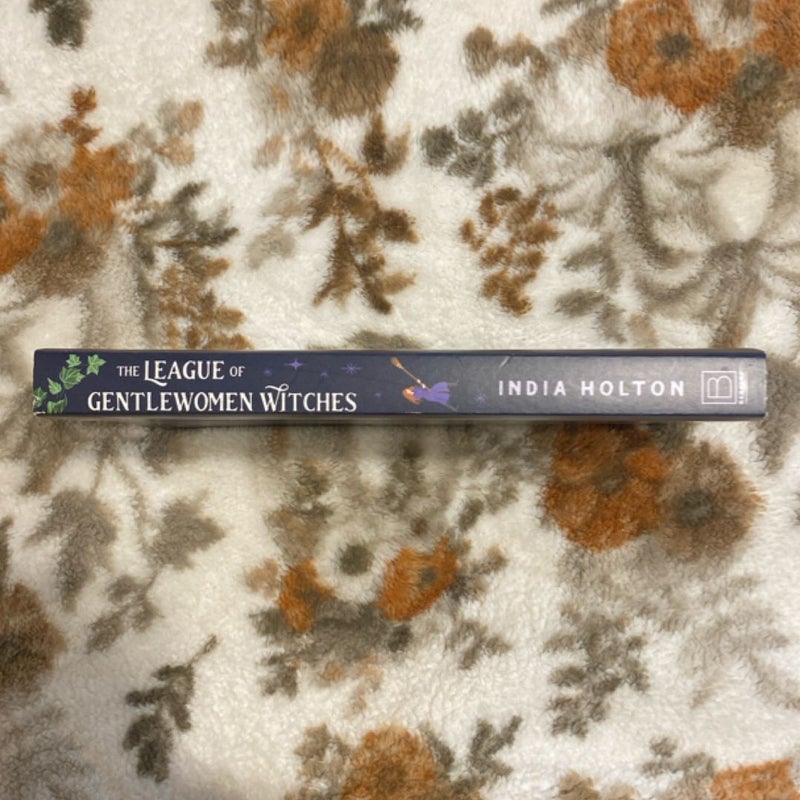 THE LEAGUE OF
GENTLEWOMEN WITCHES
INDIA HOLTON
B